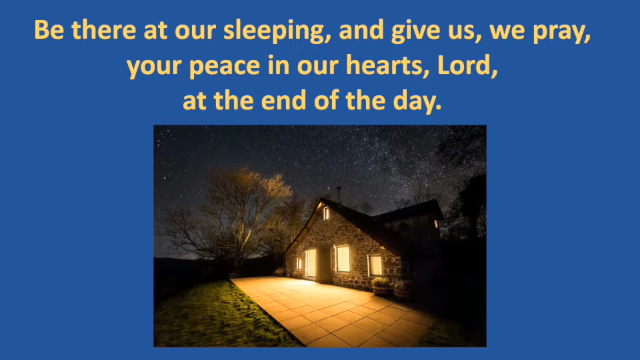 Be there at our sleeping, and give us, we pray,
your peace in our hearts, Lord,
at the end of the day.